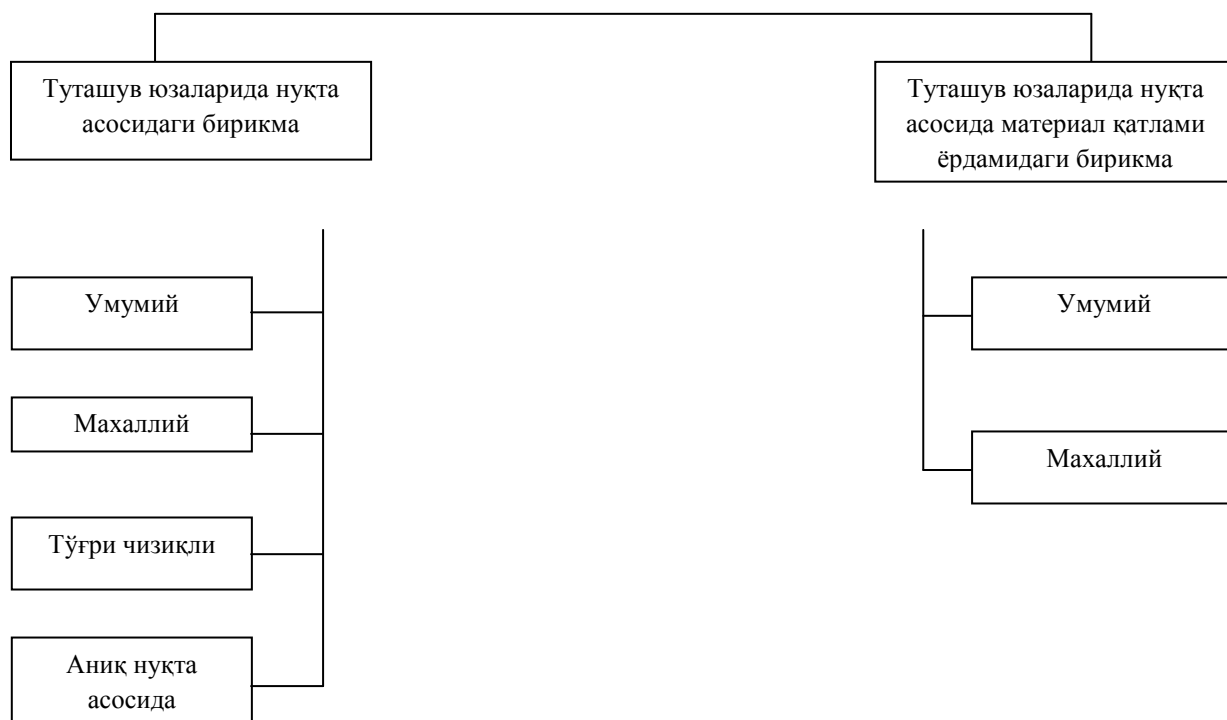 Туташув юзаларида нуқта
асосидаги бирикма
Туташув юзаларида нуқта
асосида материал қатлами
ёрдамидаги бирикма
Умумий
Махаллий
Тўғри чизиқли
Аниқ нуқта
асосида
Умумий
Махаллий